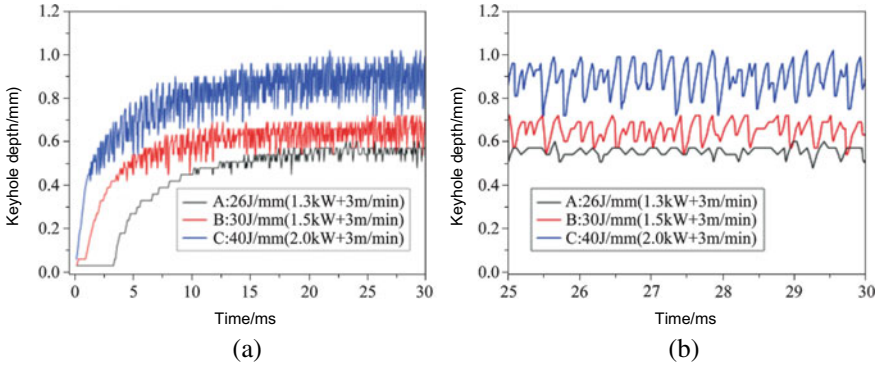 1.2
1.0
0.8
0.6
0.4
0.2
0.0
Keyhole depth/mm
A:26J/mm(1.3kW+3m/min)
B:30J/mm(1.5kW+3m/min)
C:40J/mm(2.0kW+3m/min)
0 5 10 15 20 25 30
Time/ms
(a)
1.2
1.0
0.8
0.6
0.4
0.2
0.0
Keyhole depth/mm
A:26J/mm(1.3kW+3m/min)
B:30J/mm(1.5kW+3m/min)
C:40J/mm(2.0kW+3m/min)
25 26 27 28 29 30
Time/ms
(b)